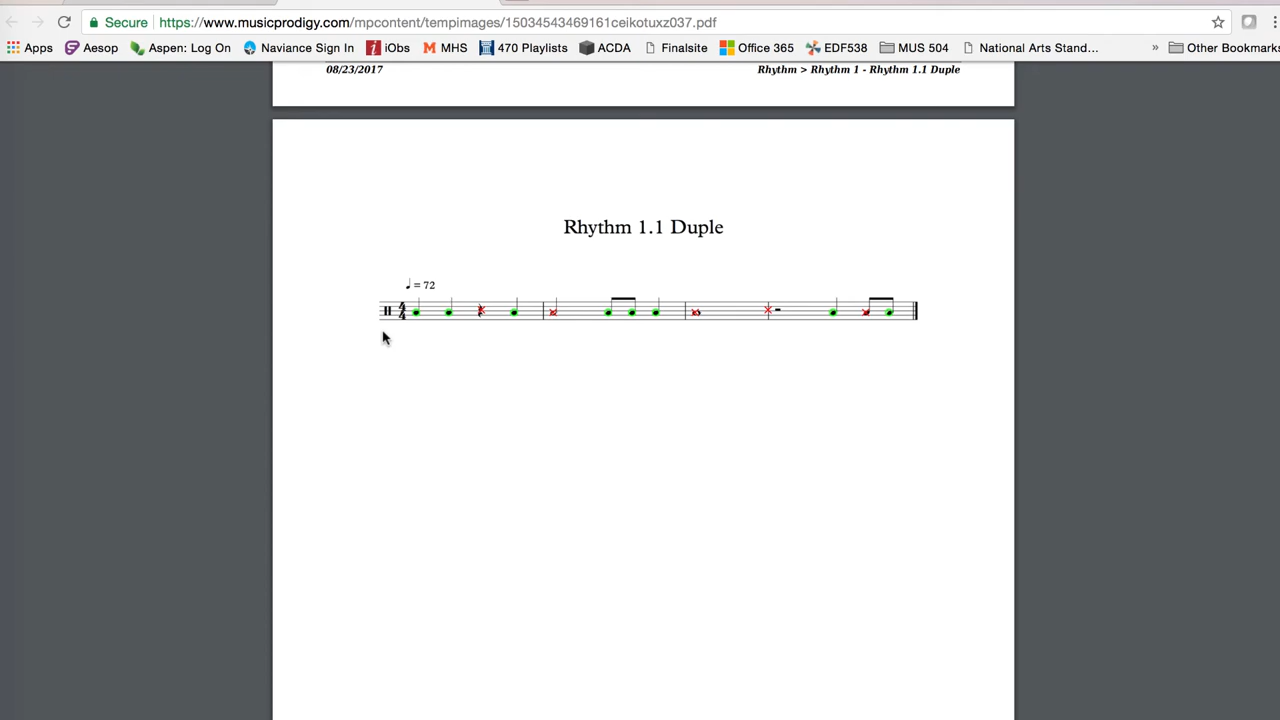 Secure https://www.musicprodigy.com/mpcontent/tempimages/15034543469161ceikotuxz037.pdf
Apps Aesop Aspen: Log On Naviance Sign In iObs MHS 470 Playlists ACDA Finalsite Office 365 EDF538 MUS 504 National Arts Stand... » Other Bookmarks
08/23/2017 Rhythm > Rhythm 1 - Rhythm 1.1 Duple
Rhythm 1.1 Duple
♩ = 72
4
4